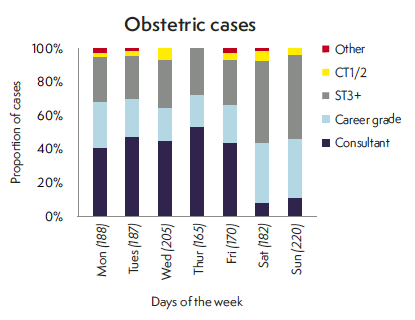 Obstetric cases
100%
80%
60%
40%
20%
0%
Proportion of cases
Mon (188)
Tues (187)
Wed (205)
Thur (165)
Fri (170)
Sat (182)
Sun (220)
Days of the week
Other
CT1/2
ST3+
Career grade
Consultant